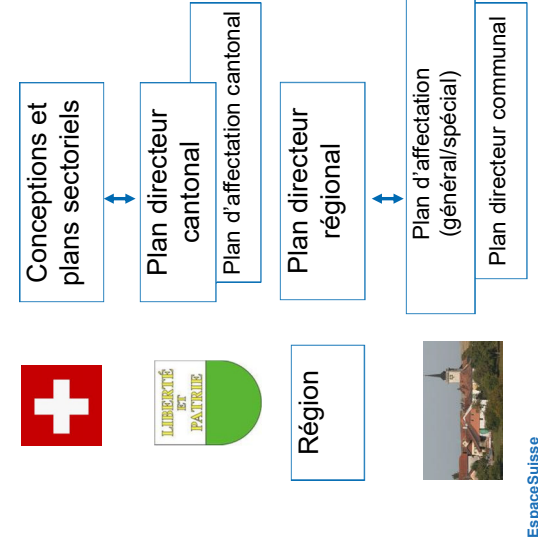 Conceptions et
plans sectoriels
LIBERTÉ
ET
PATRIE
Plan directeur
cantonal
Plan d'affectation cantonal
Région
Plan directeur
régional
Plan d'affectation
(général/spécial)
Plan directeur communal
EspaceSuisse